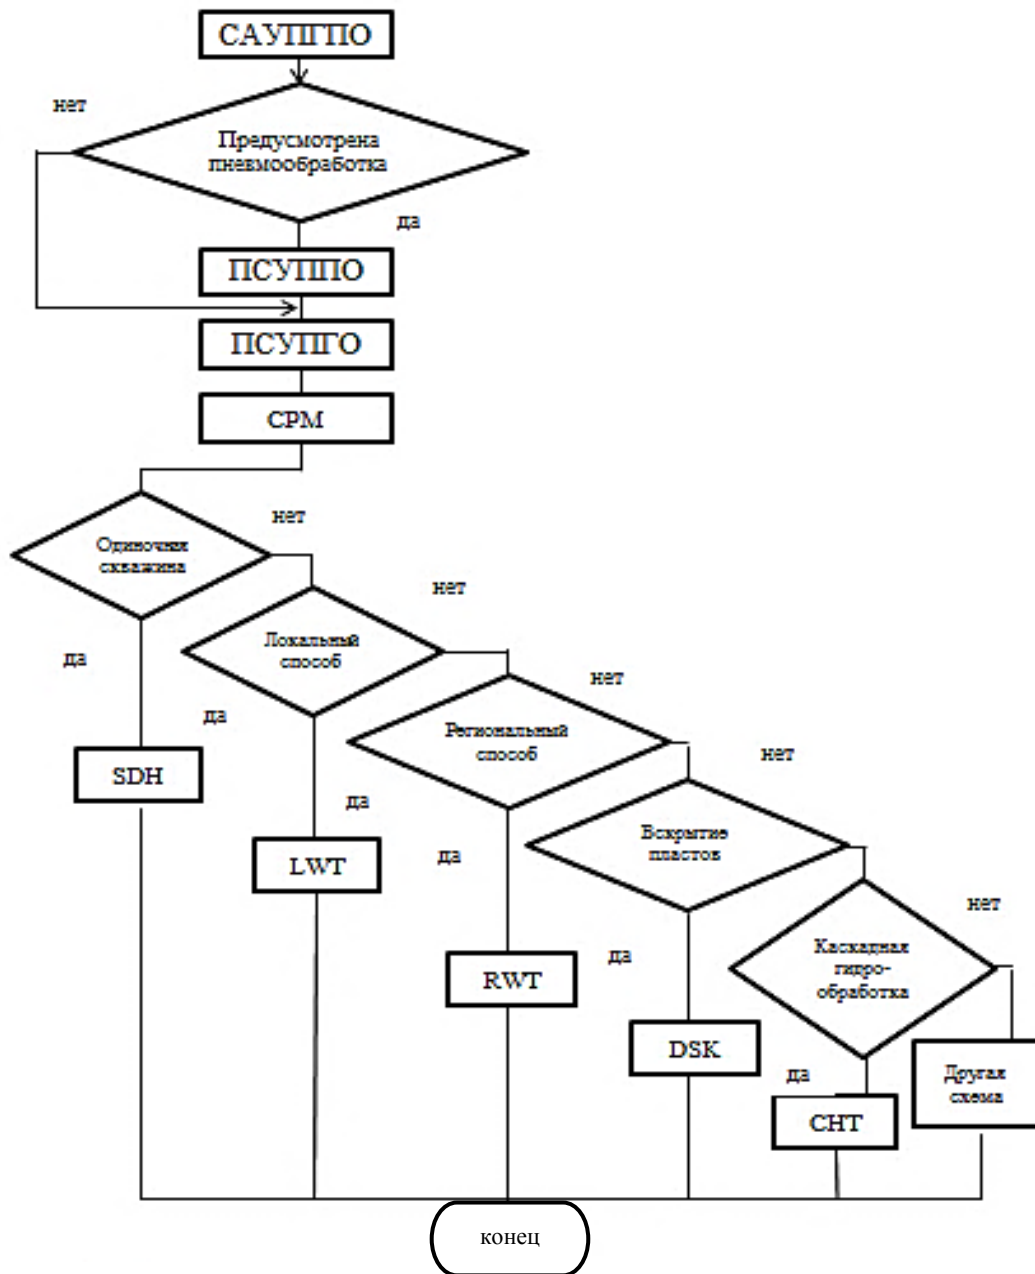 САУПГПО
нет
Предусмотрена
пневмообработка
да
ПСУППО
ПСУПГО
СРМ
Одиночная
скважина
нет
да
Локальный
способ
нет
да
SDH
Региональный
способ
нет
да
LWT
Вскрытие
пластов
нет
да
RWT
Каскадная
гидро-
обработка
нет
да
DSK
да
CHT
Другая
схема
конец